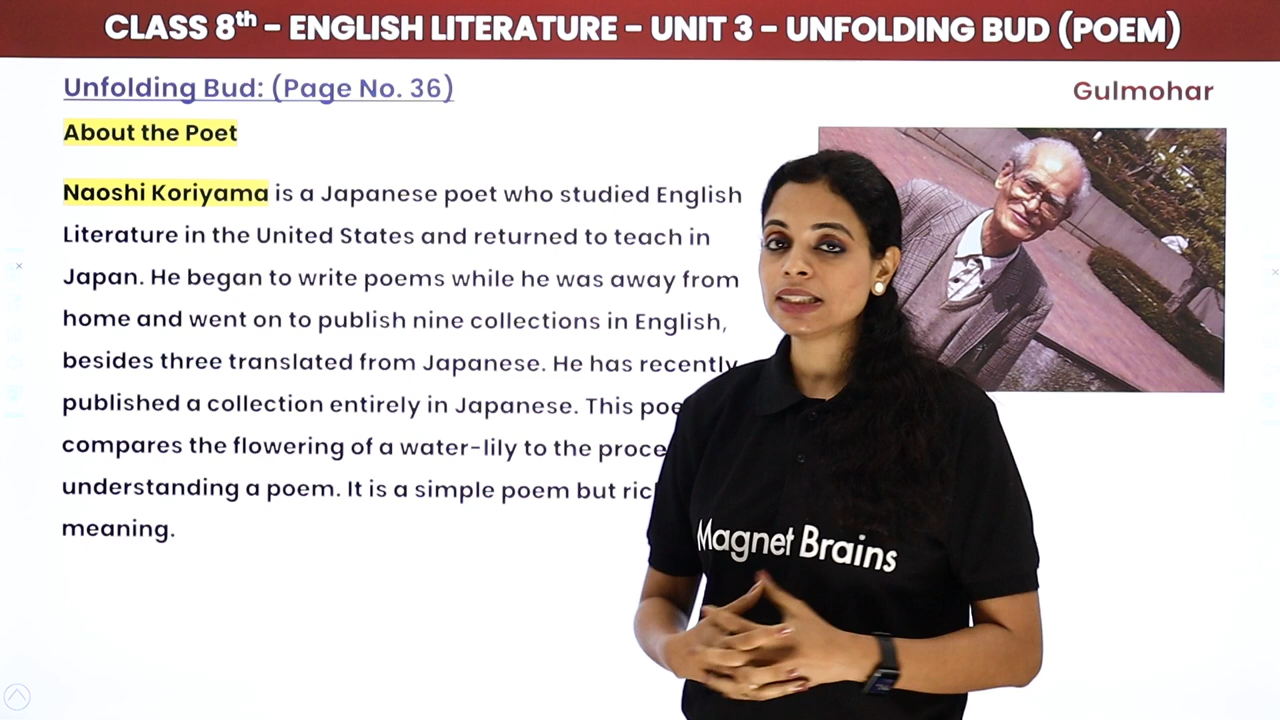 CLASS 8th – ENGLISH LITERATURE – UNIT 3 – UNFOLDING BUD (POEM)
Unfolding Bud: (Page No. 36)
Gulmohar
About the Poet
Naoshi Koriyama is a Japanese poet who studied English
Literature in the United States and returned to teach in
Japan. He began to write poems while he was away from
home and went on to publish nine collections in English,
besides three translated from Japanese. He has recently
published a collection entirely in Japanese. This
compares the flowering of a water-lily to the
understanding a poem. It is a simple poem but
meaning.
Magnet Brains